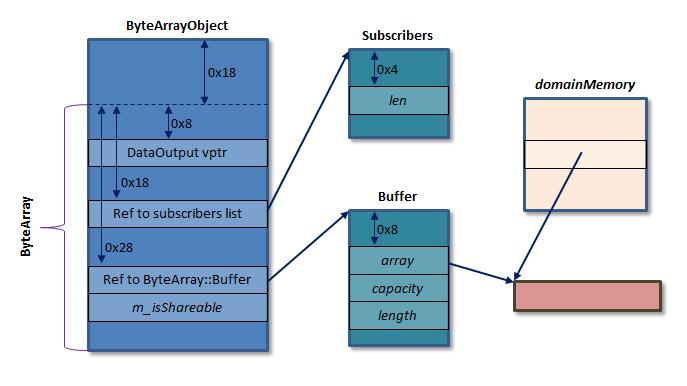 ByteArrayObject
0x18
0x8
DataOutput vptr
0x18
Ref to subscribers list
0x28
Ref to ByteArray::Buffer
m_isShareable
ByteArray
Subscribers
0x4
len
Buffer
0x8
array
capacity
length
domainMemory